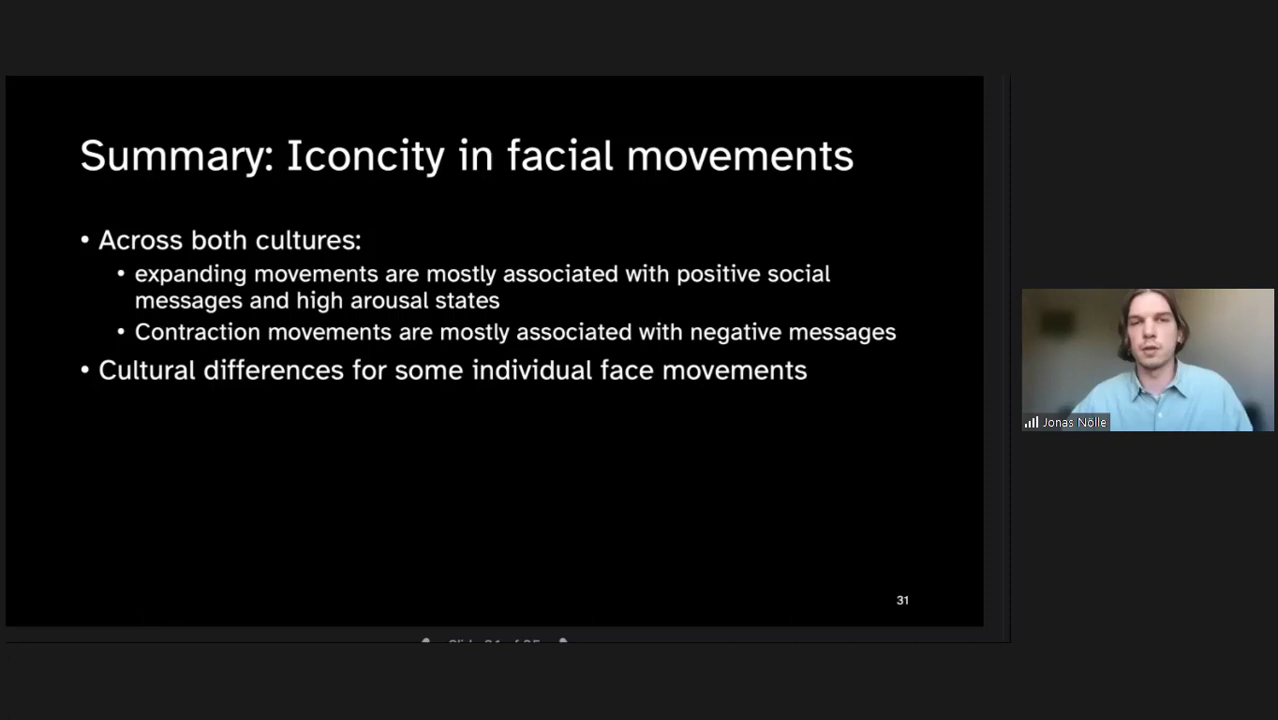 Summary: Iconcity in facial movements
• Across both cultures:
• expanding movements are mostly associated with positive social
messages and high arousal states
• Contraction movements are mostly associated with negative messages
• Cultural differences for some individual face movements
31
Jonas Nölle